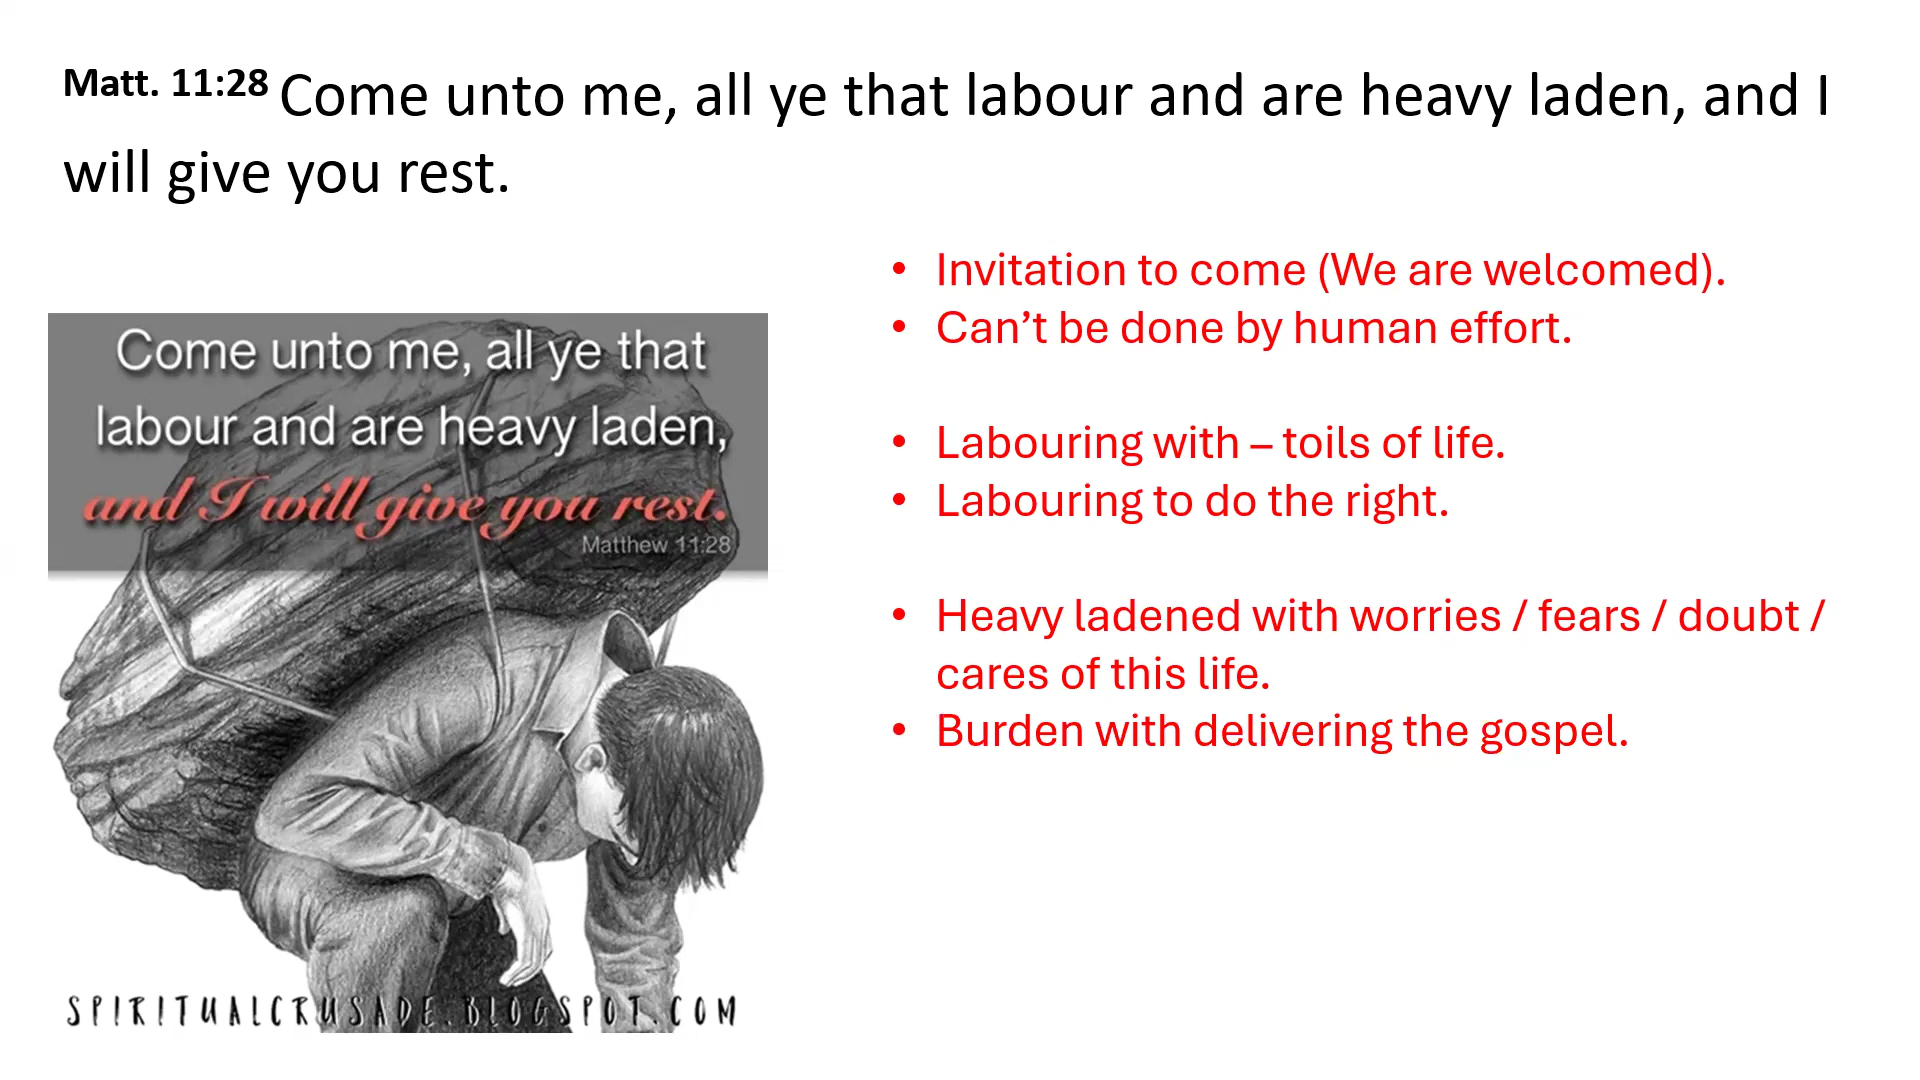 Matt. 11:28 Come unto me, all ye that labour and are heavy laden, and I
will give you rest.
Come unto me, all ye that
labour and are heavy laden,
and I will give you rest.
Matthew 11:28
SPIRITUALCRUSADE.BLOGSPOT.COM
• Invitation to come (We are welcomed).
• Can’t be done by human effort.
• Labouring with – toils of life.
• Labouring to do the right.
• Heavy ladened with worries / fears / doubt /
cares of this life.
• Burden with delivering the gospel.